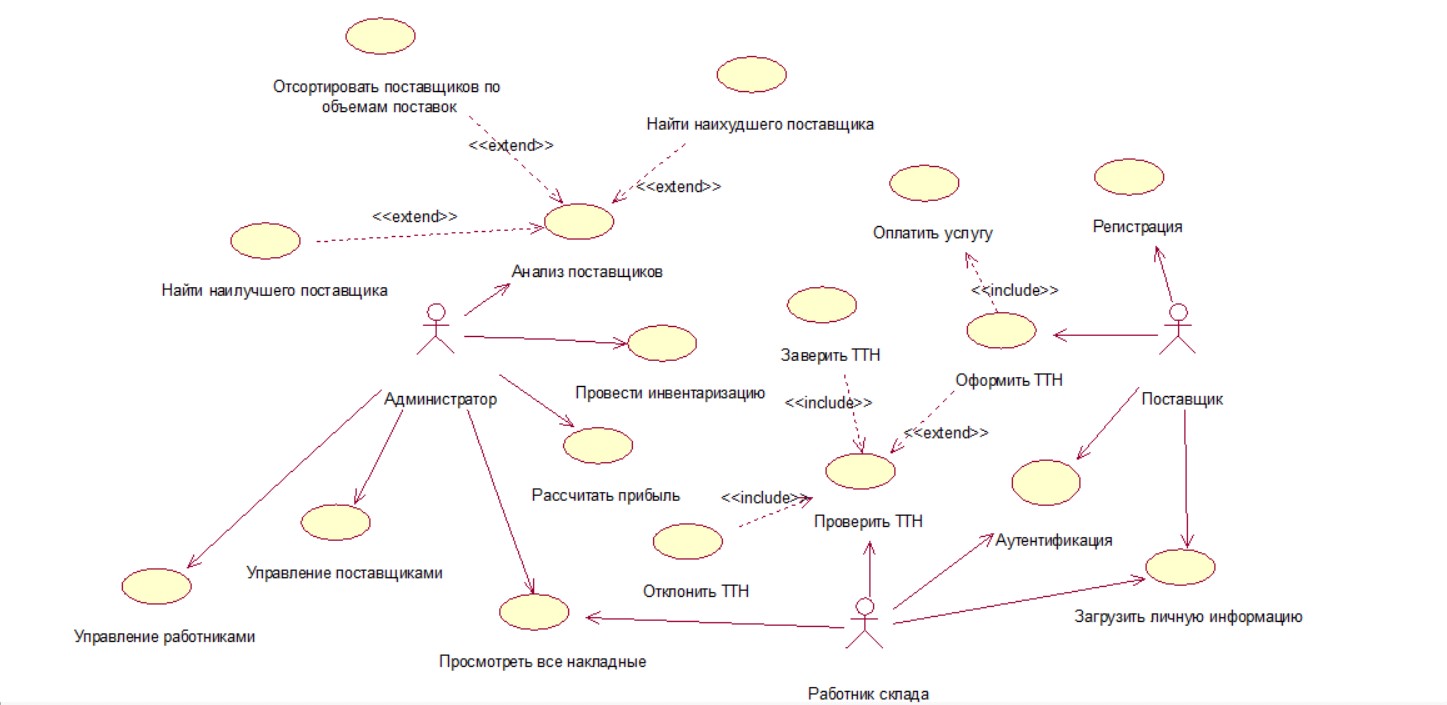 Отсортировать поставщиков по
объемам поставок
Найти наихудшего поставщика
<<extend>>
<<extend>>
<<extend>>
Оплатить услугу
Регистрация
Анализ поставщиков
Найти наилучшего поставщика
<<include>>
Заверить ТТН
Оформить ТТН
Провести инвентаризацию
Администратор
<<include>>
Поставщик
<<extend>>
Рассчитать прибыль
<<include>>
Проверить ТТН
Аутентификация
Управление поставщиками
Отклонить ТТН
Загрузить личную информацию
Управление работниками
Просмотреть все накладные
Работник склада